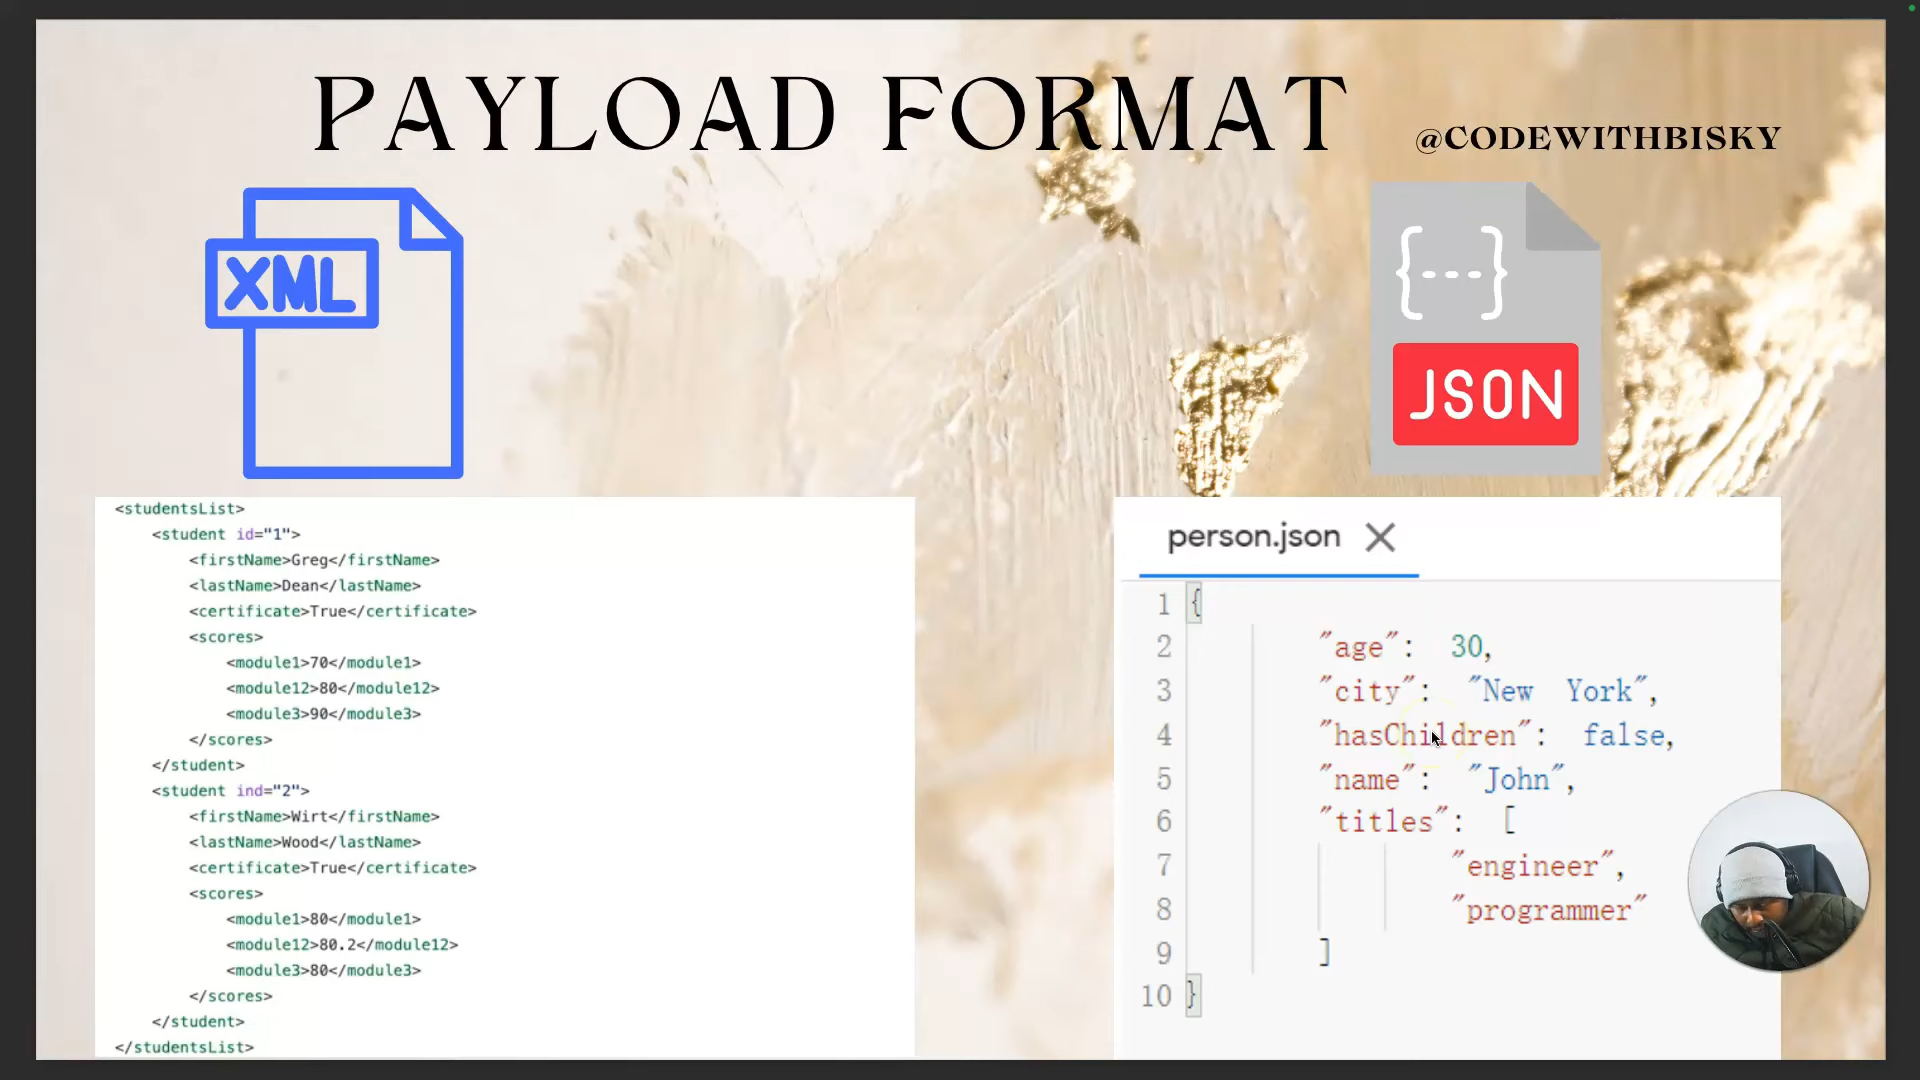 PAYLOAD FORMAT
@CODEWITHBISKY
XML
{---}
JSON
<studentsList>
<student id="1">
<firstName>Greg</firstName>
<lastName>Dean</lastName>
<certificate>True</certificate>
<scores>
<module1>70</module1>
<module12>80</module12>
<module3>90</module3>
</scores>
</student>
<student ind="2">
<firstName>Wirt</firstName>
<lastName>Wood</lastName>
<certificate>True</certificate>
<scores>
<module1>80</module1>
<module12>80.2</module12>
<module3>80</module3>
</scores>
</student>
</studentsList>
person.json
1 {
2 "age": 30,
3 "city": "New York",
4 "hasChildren": false,
5 "name": "John",
6 "titles": [
7 "engineer",
8 "programmer"
9 ]
10 }